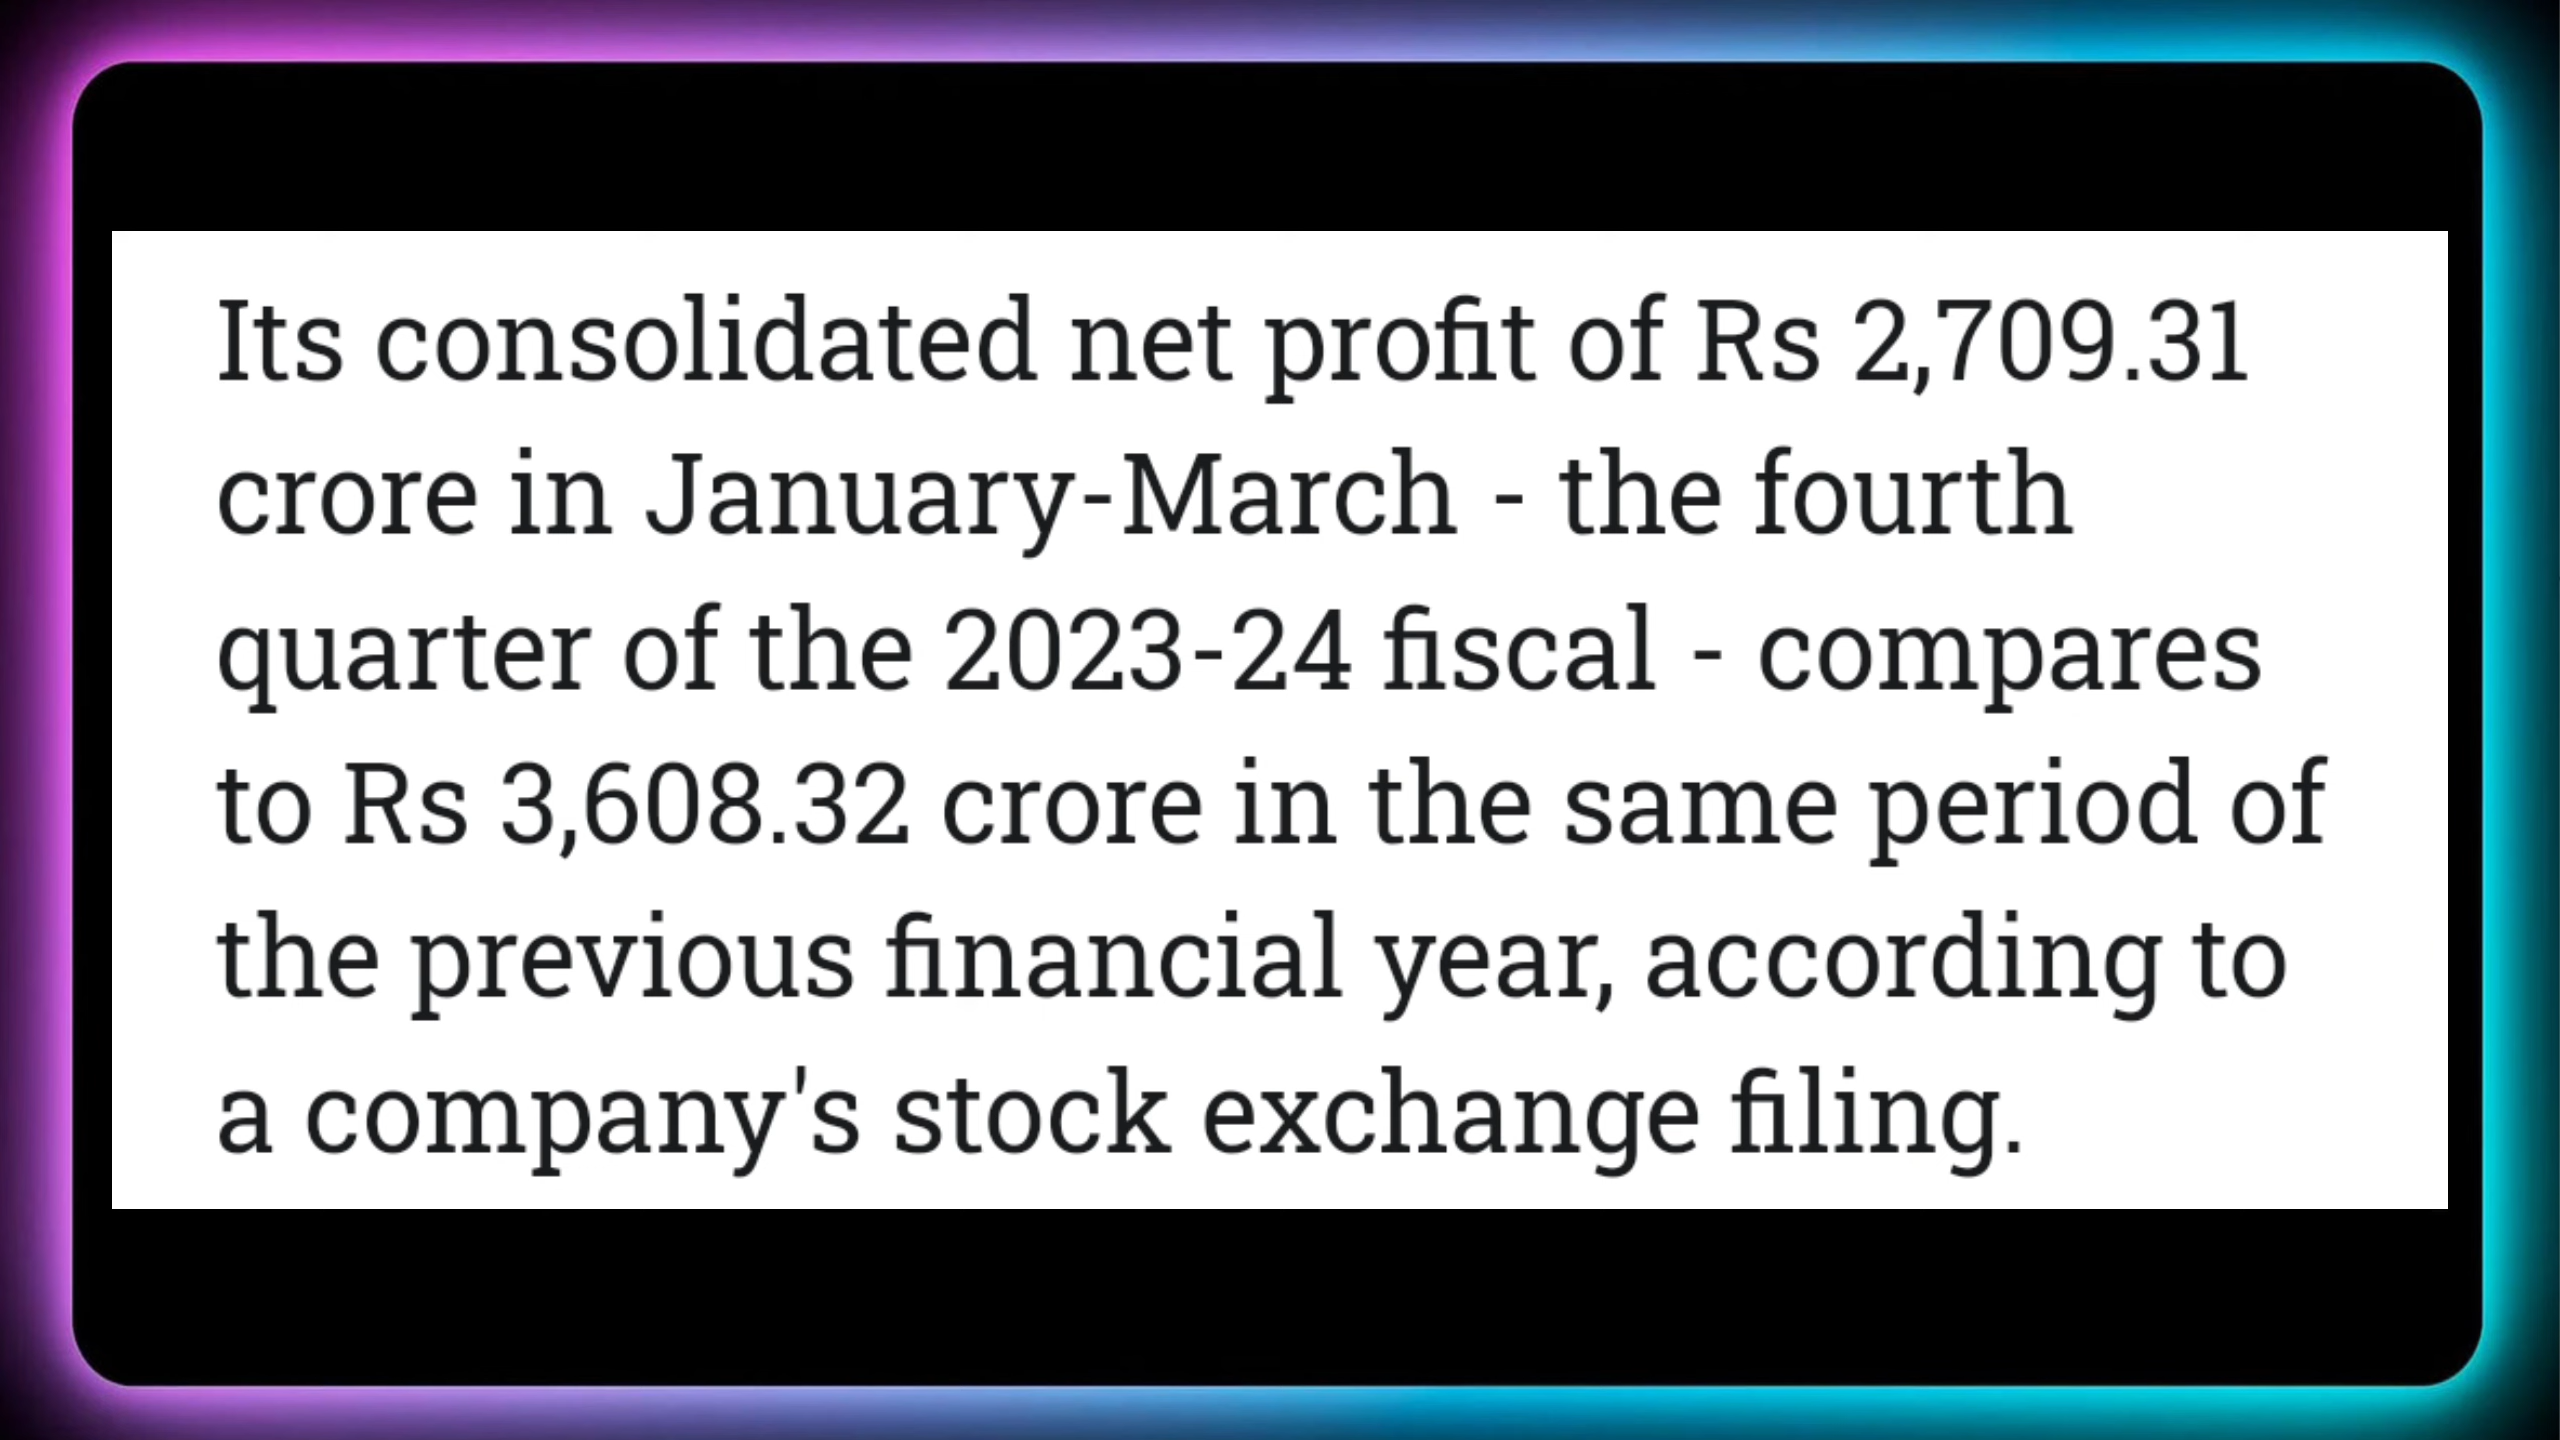 Its consolidated net profit of Rs 2,709.31
crore in January-March - the fourth
quarter of the 2023-24 fiscal - compares
to Rs 3,608.32 crore in the same period of
the previous financial year, according to
a company's stock exchange filing.